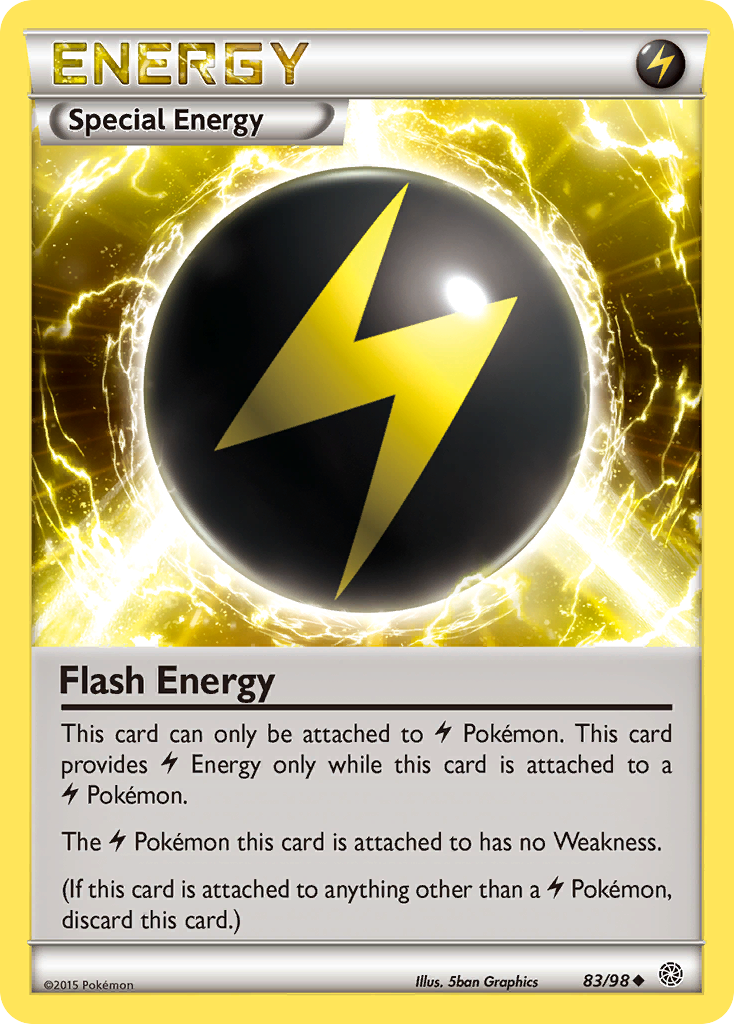 ENERGY
Special Energy
Flash Energy
This card can only be attached to Pokémon. This card
provides Energy only while this card is attached to a
Pokémon.
The Pokémon this card is attached to has no Weakness.
(If this card is attached to anything other than a Pokémon,
discard this card.)
©2015 Pokémon
Illus. 5ban Graphics
83/98